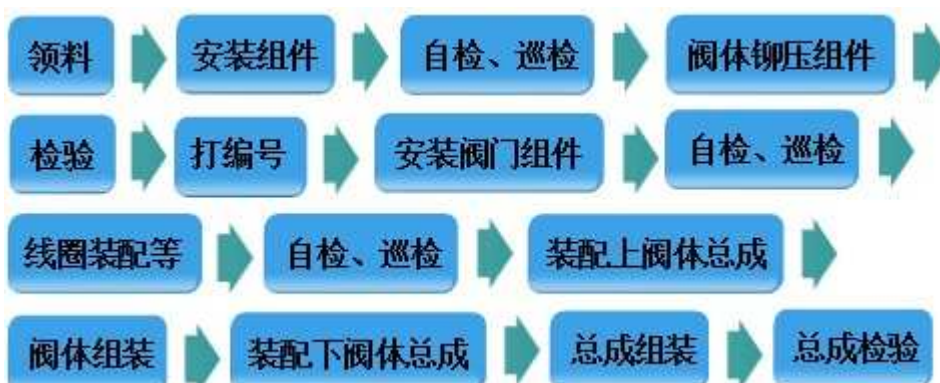 领料 安装组件 自检、巡检 阀体铆压组件
检验 打编号 安装阀门组件 自检、巡检
线圈装配等 自检、巡检 装配上阀体总成
阀体组装 装配下阀体总成 总成组装 总成检验